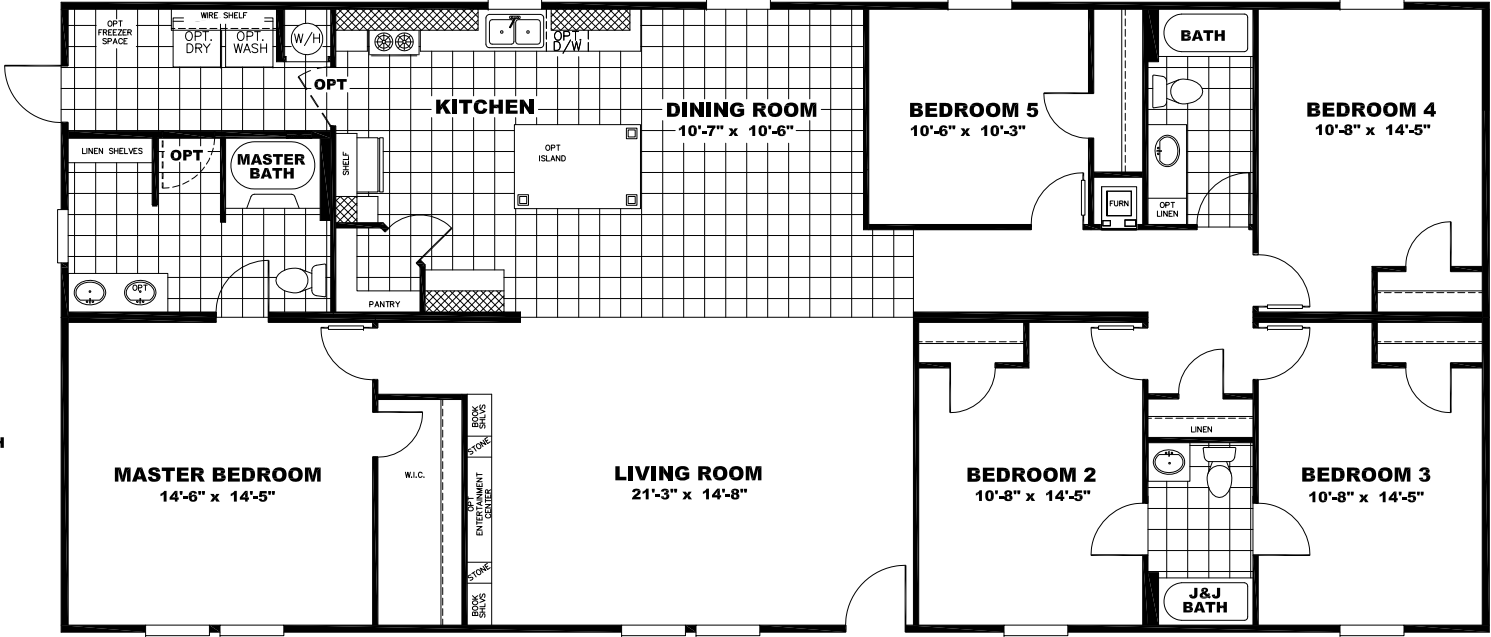 OPT
FREEZER
SPACE
WIRE SHELF
OPT.
DRY
OPT.
WASH
W/H
OPT
OPT
D/W
KITCHEN
DINING ROOM
10'-7" x 10'-6"
OPT
ISLAND
SHELF
PANTRY
LINEN SHELVES
OPT
MASTER
BATH
OPT
BEDROOM 5
10'-6" x 10'-3"
BATH
FURN
OPT
LINEN
BEDROOM 4
10'-8" x 14'-5"
H
MASTER BEDROOM
14'-6" x 14'-5"
W.I.C.
BOOK
SHLVS
STONE
OPT
ENTERTAINMENT
CENTER
STONE
BOOK
SHLVS
LIVING ROOM
21'-3" x 14'-8"
BEDROOM 2
10'-8" x 14'-5"
LINEN
J&J
BATH
BEDROOM 3
10'-8" x 14'-5"